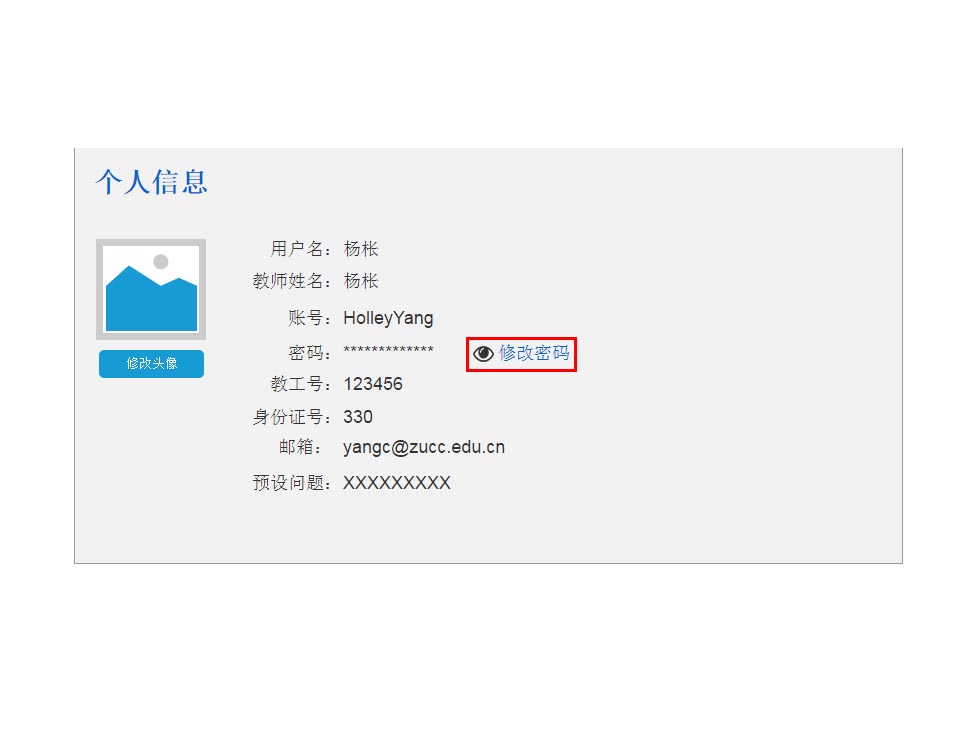 个人信息
用户名：杨枨
教师姓名：杨枨
账号：HolleyYang
密码：************* 修改密码
修改头像
教工号：123456
身份证号：330
邮箱：yangc@zucc.edu.cn
预设问题：XXXXXXXXX